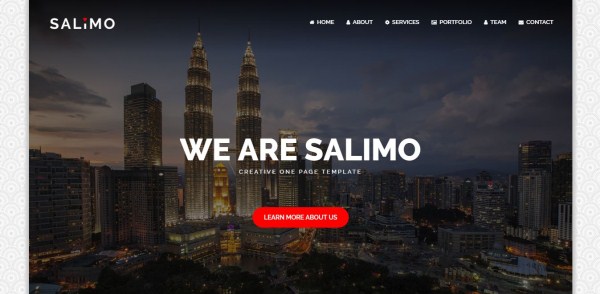 SALiMO
HOME ABOUT SERVICES PORTFOLIO TEAM CONTACT
WE ARE SALIMO
CREATIVE ONE PAGE TEMPLATE
LEARN MORE ABOUT US